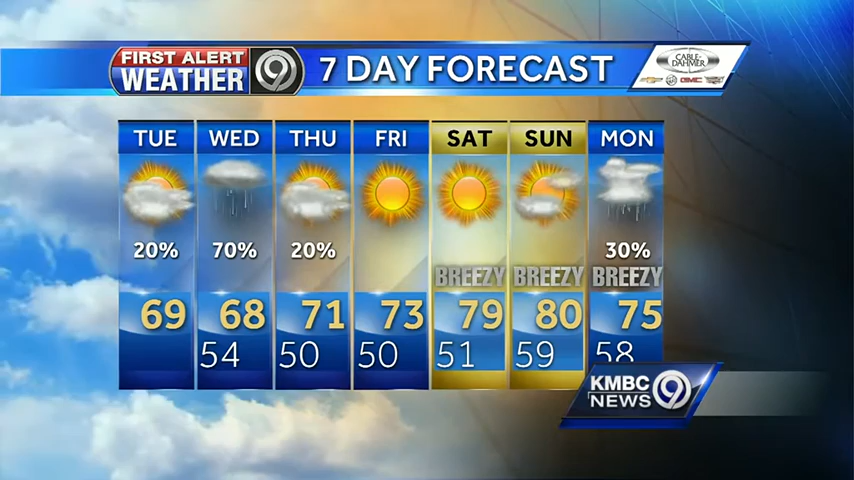 FIRST ALERT
WEATHER 9
7 DAY FORECAST
CABLE-
DAHMER
GMC
TUE WED THU FRI SAT SUN MON
20% 70% 20% 30%
BREEZY BREEZY BREEZY
69 68 71 73 79 80 75
54 50 50 51 59 58
KMBC 9
NEWS